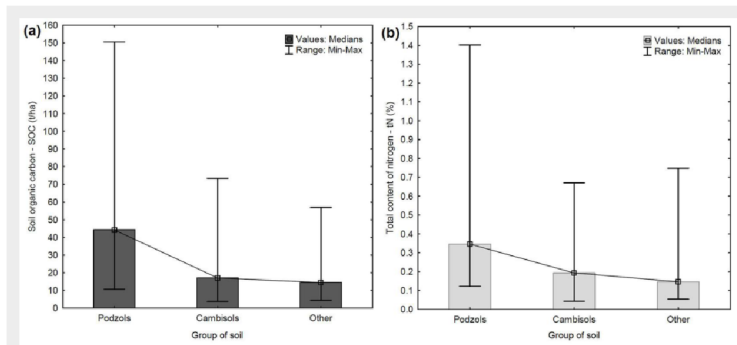 (a)
Values: Medians
Range: Min-Max
Soil organic carbon - SOC (t/ha)
160
150
140
130
120
110
100
90
80
70
60
50
40
30
20
10
0
Podzols Cambisols Other
Group of soil
(b)
Values: Medians
Range: Min-Max
Total content of nitrogen - tN (%)
1.5
1.4
1.3
1.2
1.1
1.0
0.9
0.8
0.7
0.6
0.5
0.4
0.3
0.2
0.1
0.0
Podzols Cambisols Other
Group of soil